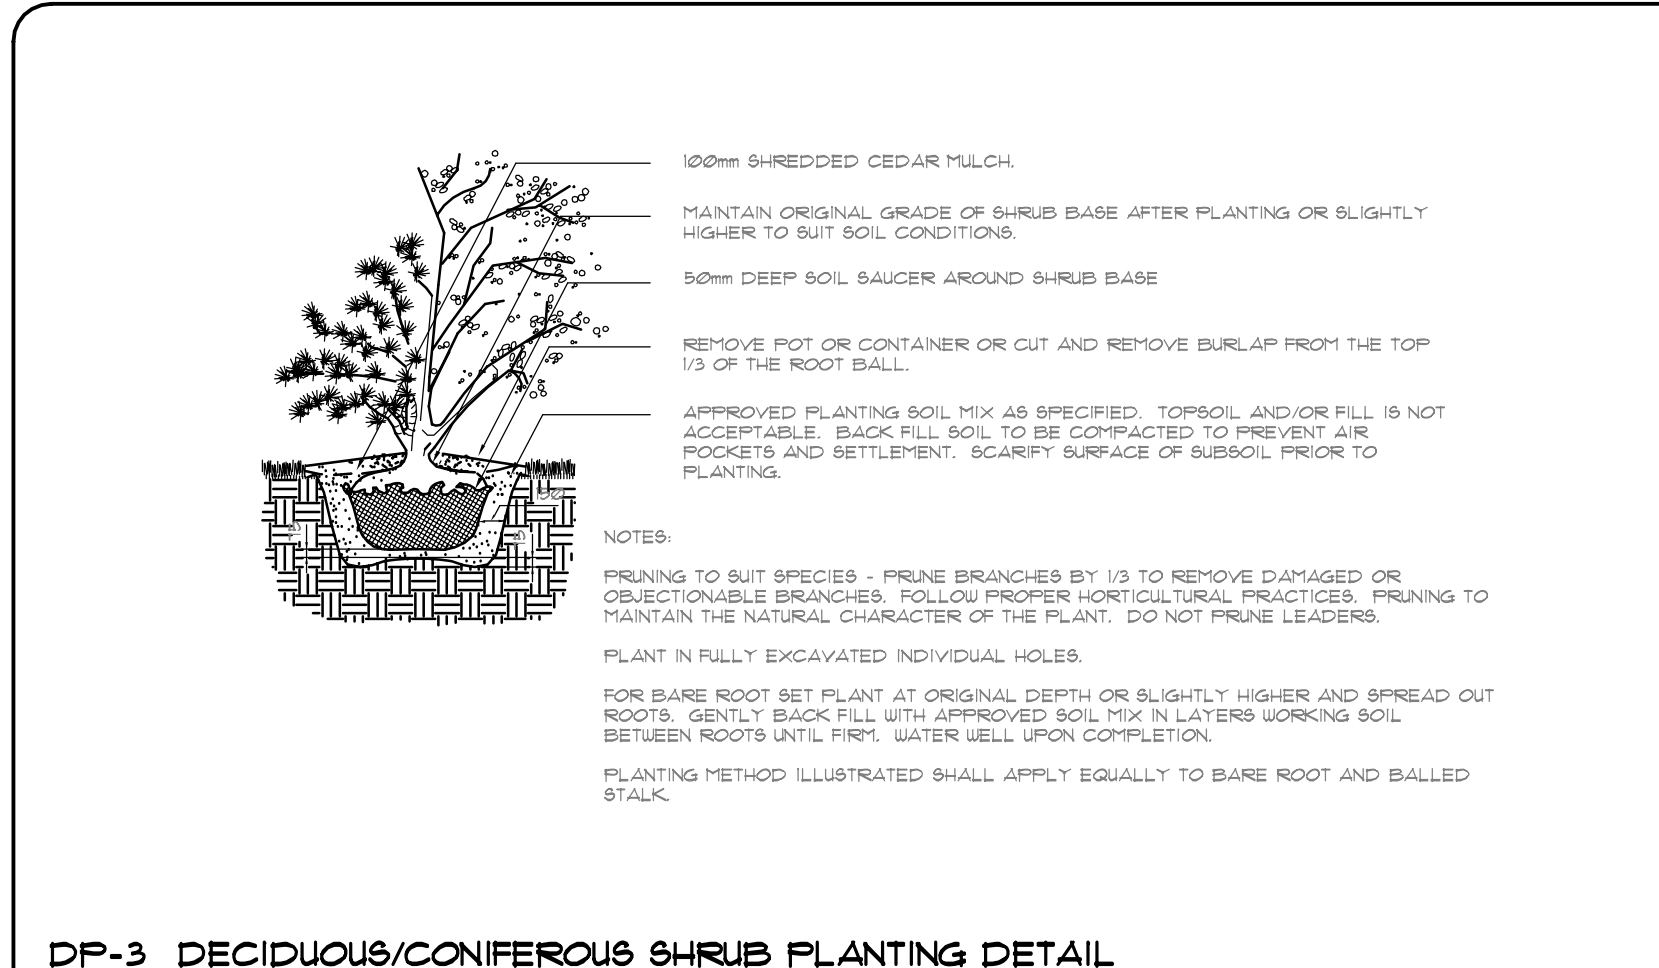 100mm SHREDDED CEDAR MULCH.
MAINTAIN ORIGINAL GRADE OF SHRUB BASE AFTER PLANTING OR SLIGHTLY
HIGHER TO SUIT SOIL CONDITIONS.
50mm DEEP SOIL SAUCER AROUND SHRUB BASE
REMOVE POT OR CONTAINER OR CUT AND REMOVE BURLAP FROM THE TOP
1/3 OF THE ROOT BALL.
APPROVED PLANTING SOIL MIX AS SPECIFIED. TOPSOIL AND/OR FILL IS NOT
ACCEPTABLE. BACK FILL SOIL TO BE COMPACTED TO PREVENT AIR
POCKETS AND SETTLEMENT. SCARIFY SURFACE OF SUBSOIL PRIOR TO
PLANTING.
150
NOTES:
PRUNING TO SUIT SPECIES - PRUNE BRANCHES BY 1/3 TO REMOVE DAMAGED OR
OBJECTIONABLE BRANCHES. FOLLOW PROPER HORTICULTURAL PRACTICES. PRUNING TO
MAINTAIN THE NATURAL CHARACTER OF THE PLANT. DO NOT PRUNE LEADERS.
PLANT IN FULLY EXCAVATED INDIVIDUAL HOLES.
FOR BARE ROOT SET PLANT AT ORIGINAL DEPTH OR SLIGHTLY HIGHER AND SPREAD OUT
ROOTS. GENTLY BACK FILL WITH APPROVED SOIL MIX IN LAYERS WORKING SOIL
BETWEEN ROOTS UNTIL FIRM. WATER WELL UPON COMPLETION.
PLANTING METHOD ILLUSTRATED SHALL APPLY EQUALLY TO BARE ROOT AND BALLED
STALK.
DP-3 DECIDUOUS/CONIFEROUS SHRUB PLANTING DETAIL